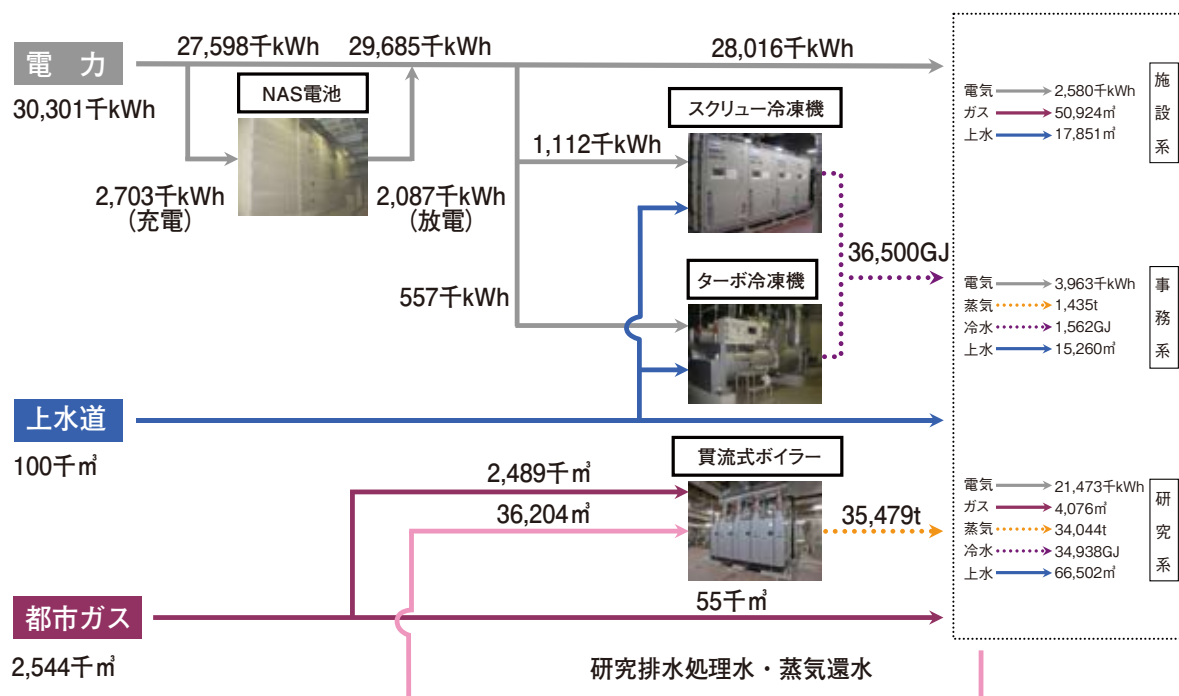 電　力
30,301千kWh
27,598千kWh
29,685千kWh
28,016千kWh
NAS電池
2,703千kWh
（充電）
2,087千kWh
（放電）
1,112千kWh
スクリュー冷凍機
557千kWh
ターボ冷凍機
36,500GJ
上水道
100千㎥
2,489千㎥
36,204㎥
貫流式ボイラー
35,479t
都市ガス
2,544千㎥
55千㎥
研究排水処理水・蒸気還水
施設系
電気 2,580千kWh
ガス 50,924㎥
上水 17,851㎥
事務系
電気 3,963千kWh
蒸気 1,435t
冷水 1,562GJ
上水 15,260㎥
研究系
電気 21,473千kWh
ガス 4,076㎥
蒸気 34,044t
冷水 34,938GJ
上水 66,502㎥